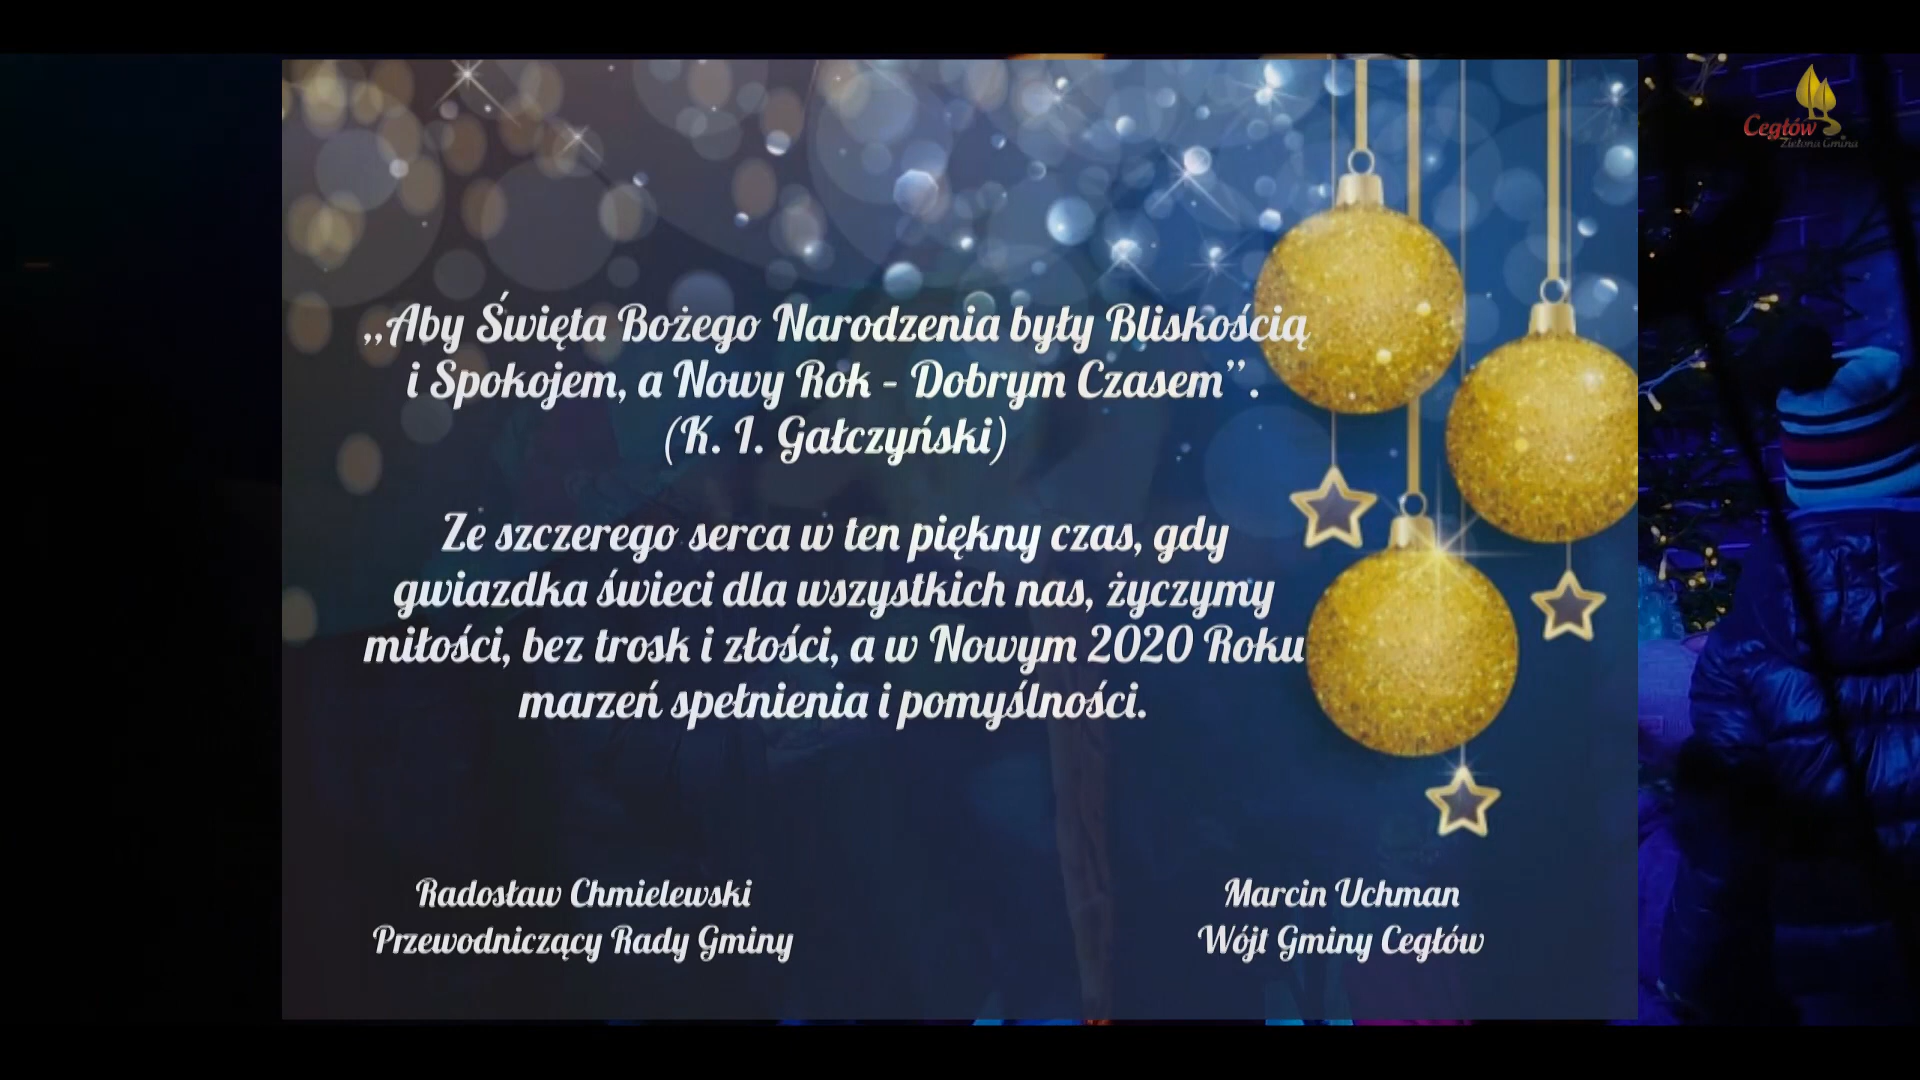 Cegłów
Zielona Gmina
„Aby Święta Bożego Narodzenia były Bliskością
i Spokojem, a Nowy Rok – Dobrym Czasem”.
(K. I. Gałczyński)
Ze szczerego serca w ten piękny czas, gdy
gwiazdka świeci dla wszystkich nas, życzymy
miłości, bez trosk i złości, a w Nowym 2020 Roku
marzeń spełnienia i pomyślności.
Radosław Chmielewski
Przewodniczący Rady Gminy
Marcin Uchman
Wójt Gminy Cegłów